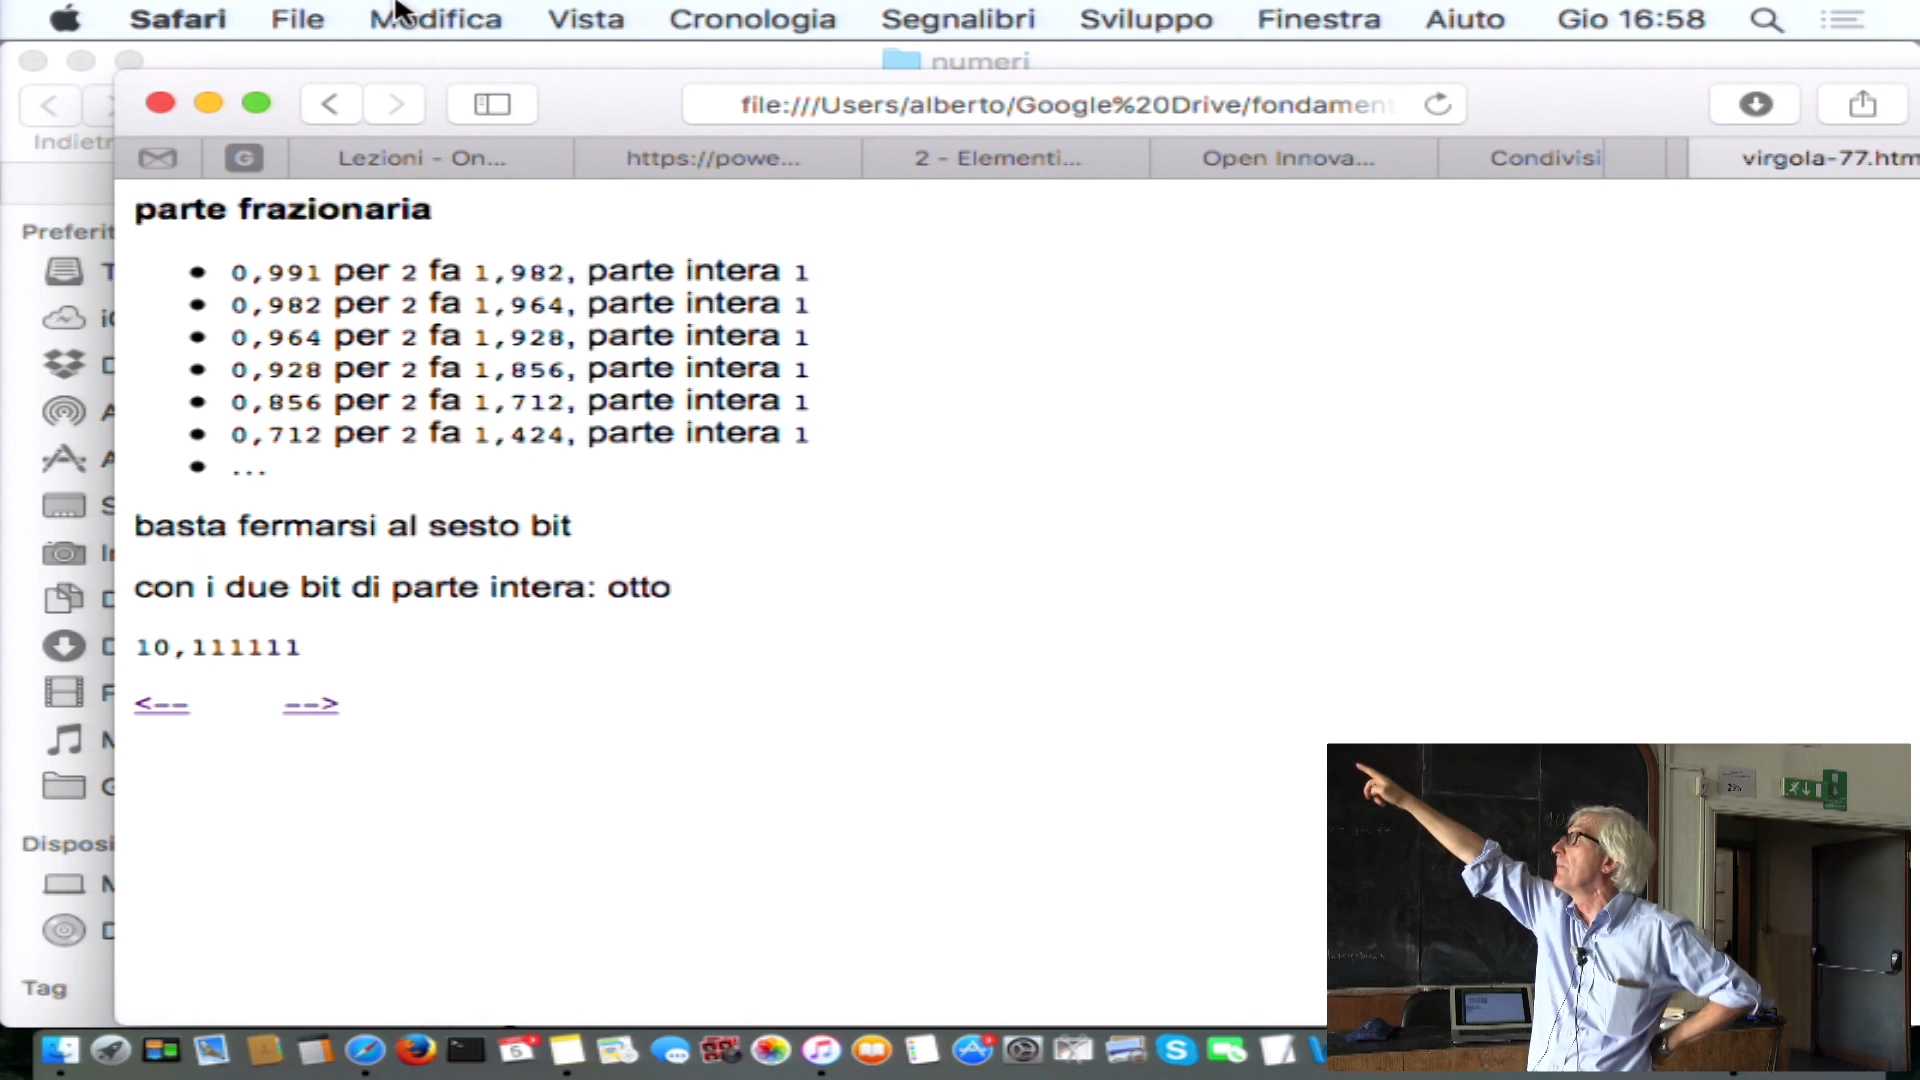 Safari File Modifica Vista Cronologia Segnalibri Sviluppo Finestra Aiuto Gio 16:58
numeri
file:///Users/alberto/Google%20Drive/fondament
Indietr
Lezioni - On... https://powe... 2 - Elementi... Open Innova... Condivisi virgola-77.htm
Preferit
parte frazionaria
0,991 per 2 fa 1,982, parte intera 1
0,982 per 2 fa 1,964, parte intera 1
0,964 per 2 fa 1,928, parte intera 1
0,928 per 2 fa 1,856, parte intera 1
0,856 per 2 fa 1,712, parte intera 1
0,712 per 2 fa 1,424, parte intera 1
...
basta fermarsi al sesto bit
con i due bit di parte intera: otto
10,111111
<-- -->
Disposi
Tag